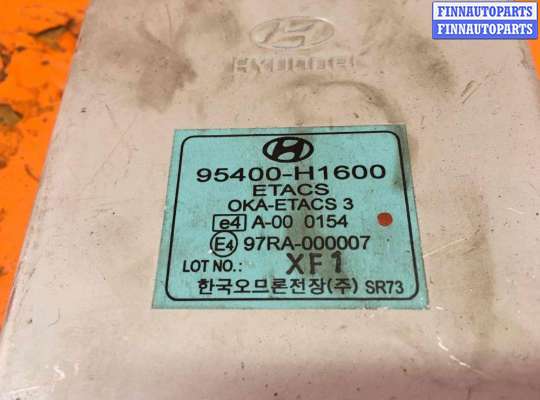 FINNAUTOPARTS
FINNAUTOPARTS
HYUNDAI
95400-H1600
ETACS
OKA-ETACS 3
e4 A-00 0154
E4 97RA-000007
LOT NO.: XF1
한국오므론전장(주) SR73